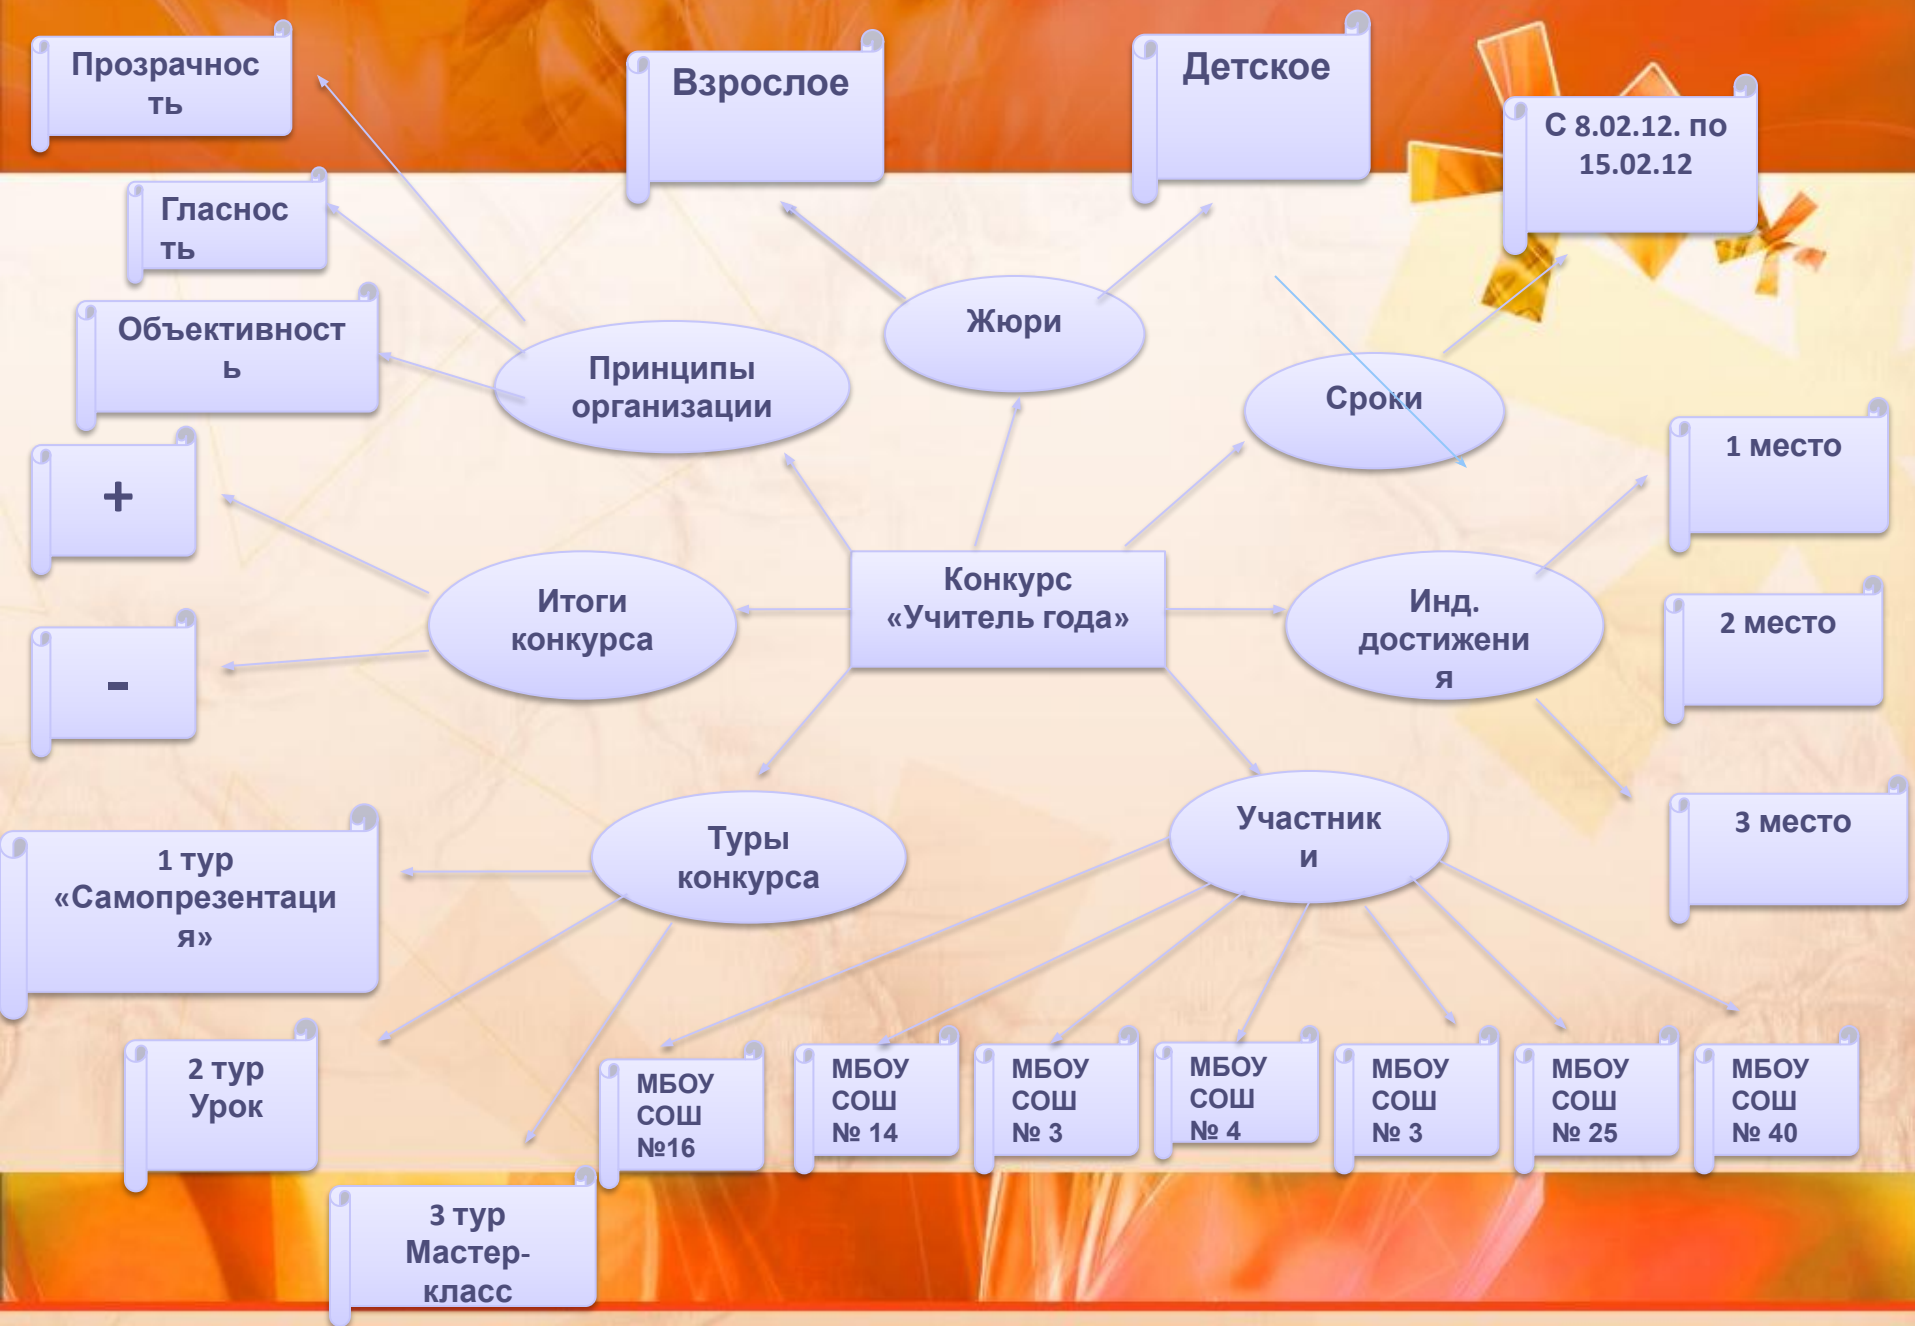 Прозрачнос
ть
Взрослое
Детское
С 8.02.12. по
15.02.12
Гласнос
ть
Объективност
ь
Принципы
организации
Жюри
Сроки
1 место
+
Итоги
конкурса
Конкурс
«Учитель года»
Инд.
достижени
я
2 место
-
3 место
1 тур
«Самопрезентаци
я»
Туры
конкурса
Участник
и
2 тур
Урок
3 тур
Мастер-
класс
МБОУ
СОШ
№16
МБОУ
СОШ
№ 14
МБОУ
СОШ
№ 3
МБОУ
СОШ
№ 4
МБОУ
СОШ
№ 3
МБОУ
СОШ
№ 25
МБОУ
СОШ
№ 40